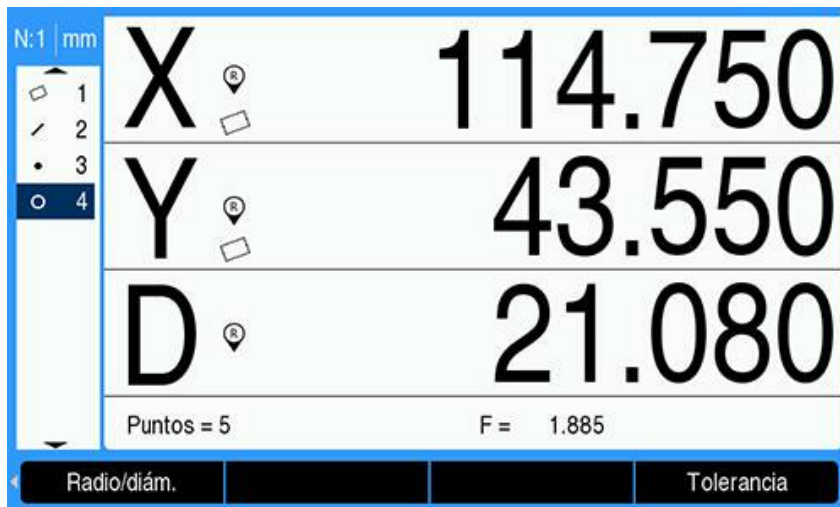 N:1 mm
1
2
3
4
X R 114.750
Y R 43.550
D R 21.080
Puntos = 5 F = 1.885
Radio/diám. Tolerancia